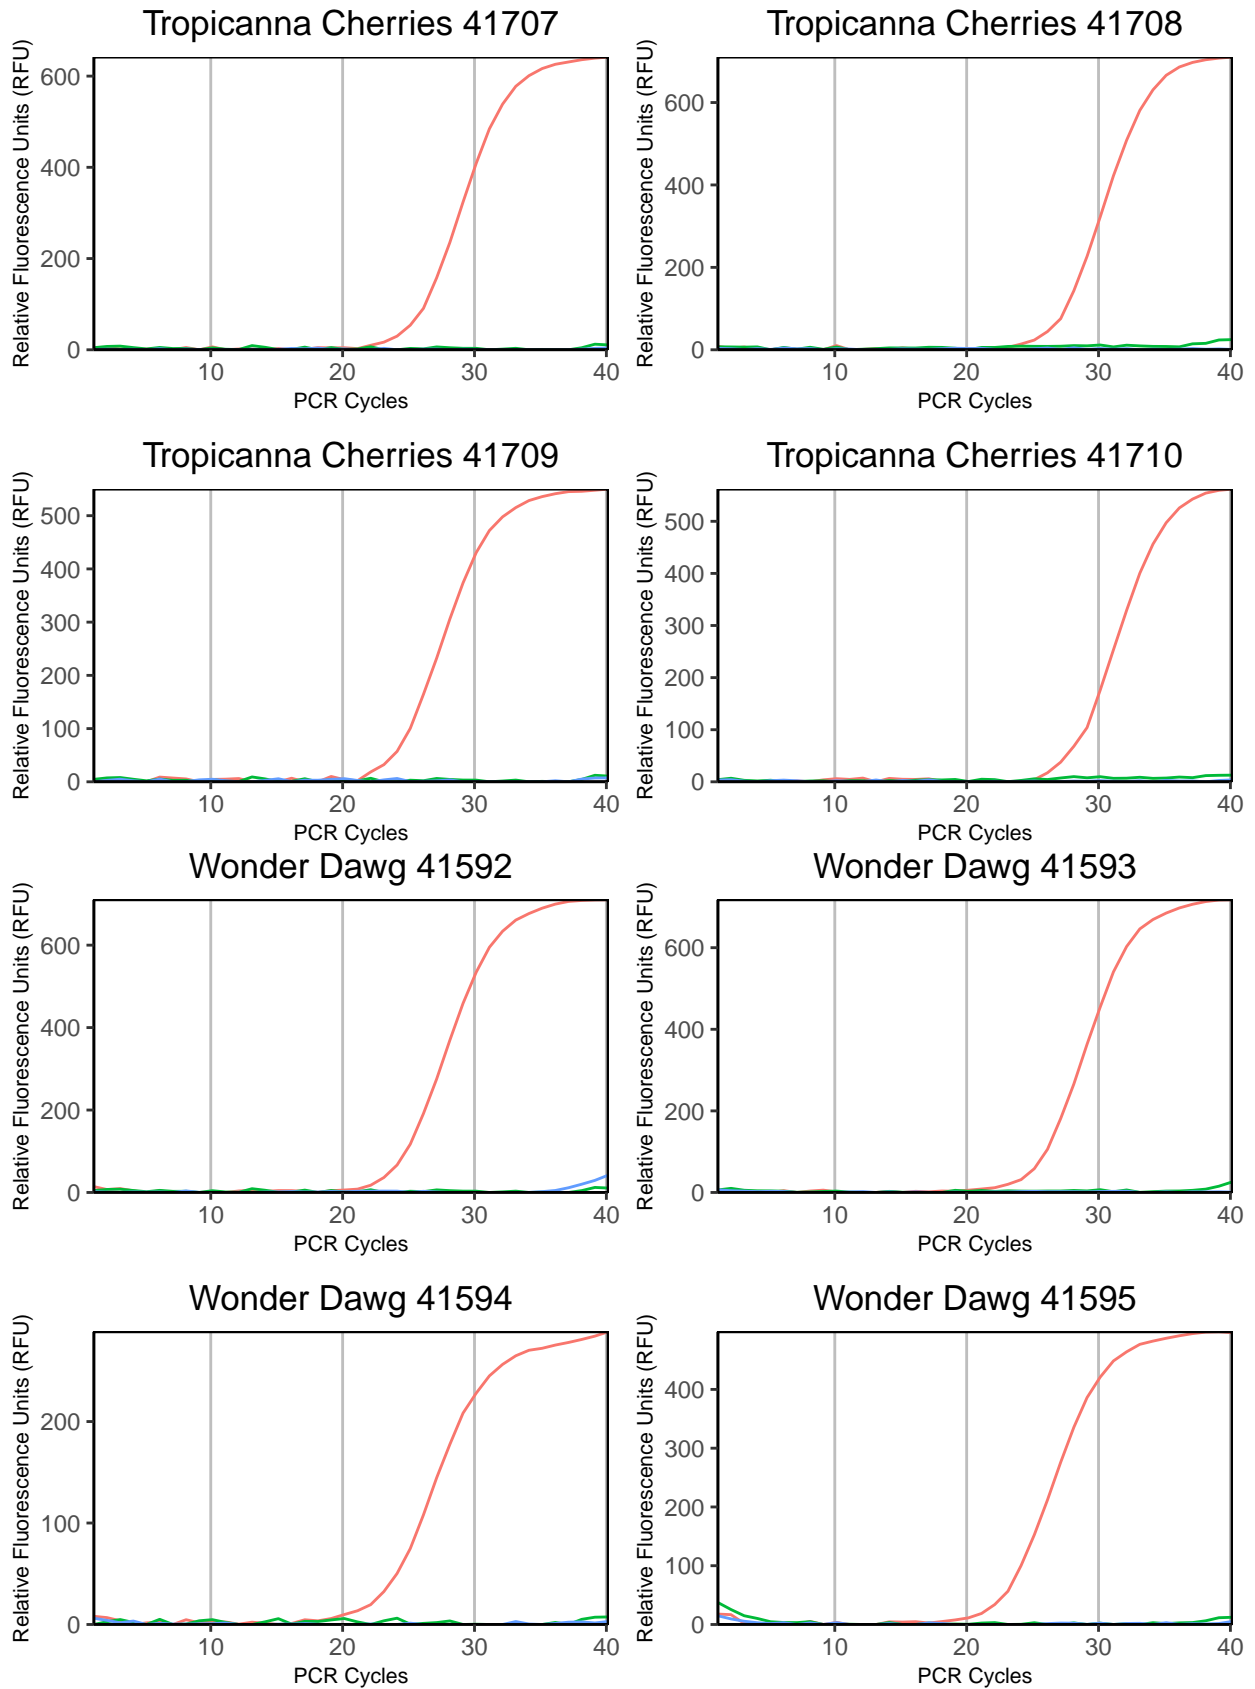 Tropicanna Cherries 41707
Relative Fluorescence Units (RFU)
600
400
200
0
10 20 30 40
PCR Cycles
Tropicanna Cherries 41708
Relative Fluorescence Units (RFU)
600
400
200
0
10 20 30 40
PCR Cycles
Tropicanna Cherries 41709
Relative Fluorescence Units (RFU)
500
400
300
200
100
0
10 20 30 40
PCR Cycles
Tropicanna Cherries 41710
Relative Fluorescence Units (RFU)
500
400
300
200
100
0
10 20 30 40
PCR Cycles
Wonder Dawg 41592
Relative Fluorescence Units (RFU)
600
400
200
0
10 20 30 40
PCR Cycles
Wonder Dawg 41593
Relative Fluorescence Units (RFU)
600
400
200
0
10 20 30 40
PCR Cycles
Wonder Dawg 41594
Relative Fluorescence Units (RFU)
200
100
0
10 20 30 40
PCR Cycles
Wonder Dawg 41595
Relative Fluorescence Units (RFU)
400
300
200
100
0
10 20 30 40
PCR Cycles